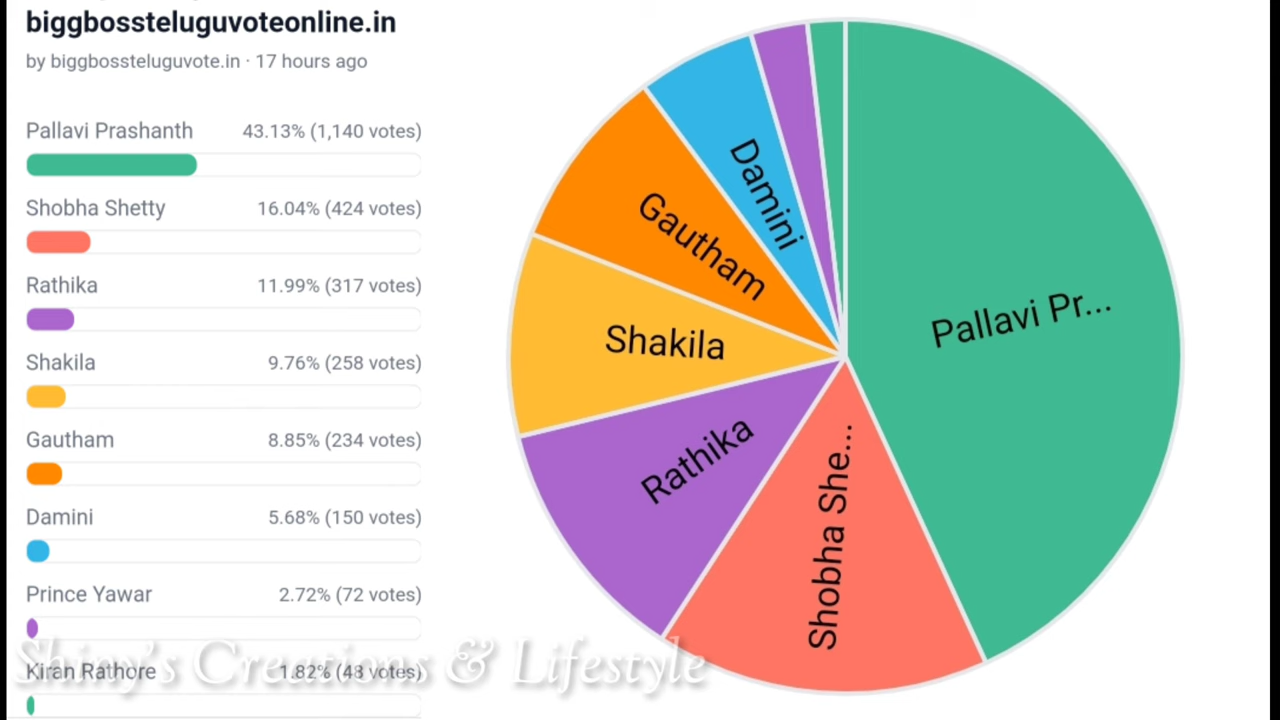 biggbossteluguvoteonline.in
by biggbossteluguvote.in · 17 hours ago
Pallavi Prashanth 43.13% (1,140 votes)
Shobha Shetty 16.04% (424 votes)
Rathika 11.99% (317 votes)
Shakila 9.76% (258 votes)
Gautham 8.85% (234 votes)
Damini 5.68% (150 votes)
Prince Yawar 2.72% (72 votes)
Kiran Rathore 1.82% (48 votes)
Shiny's Creations & Lifestyle
Damini
Gautham
Shakila
Rathika
Shobha She...
Pallavi Pr...